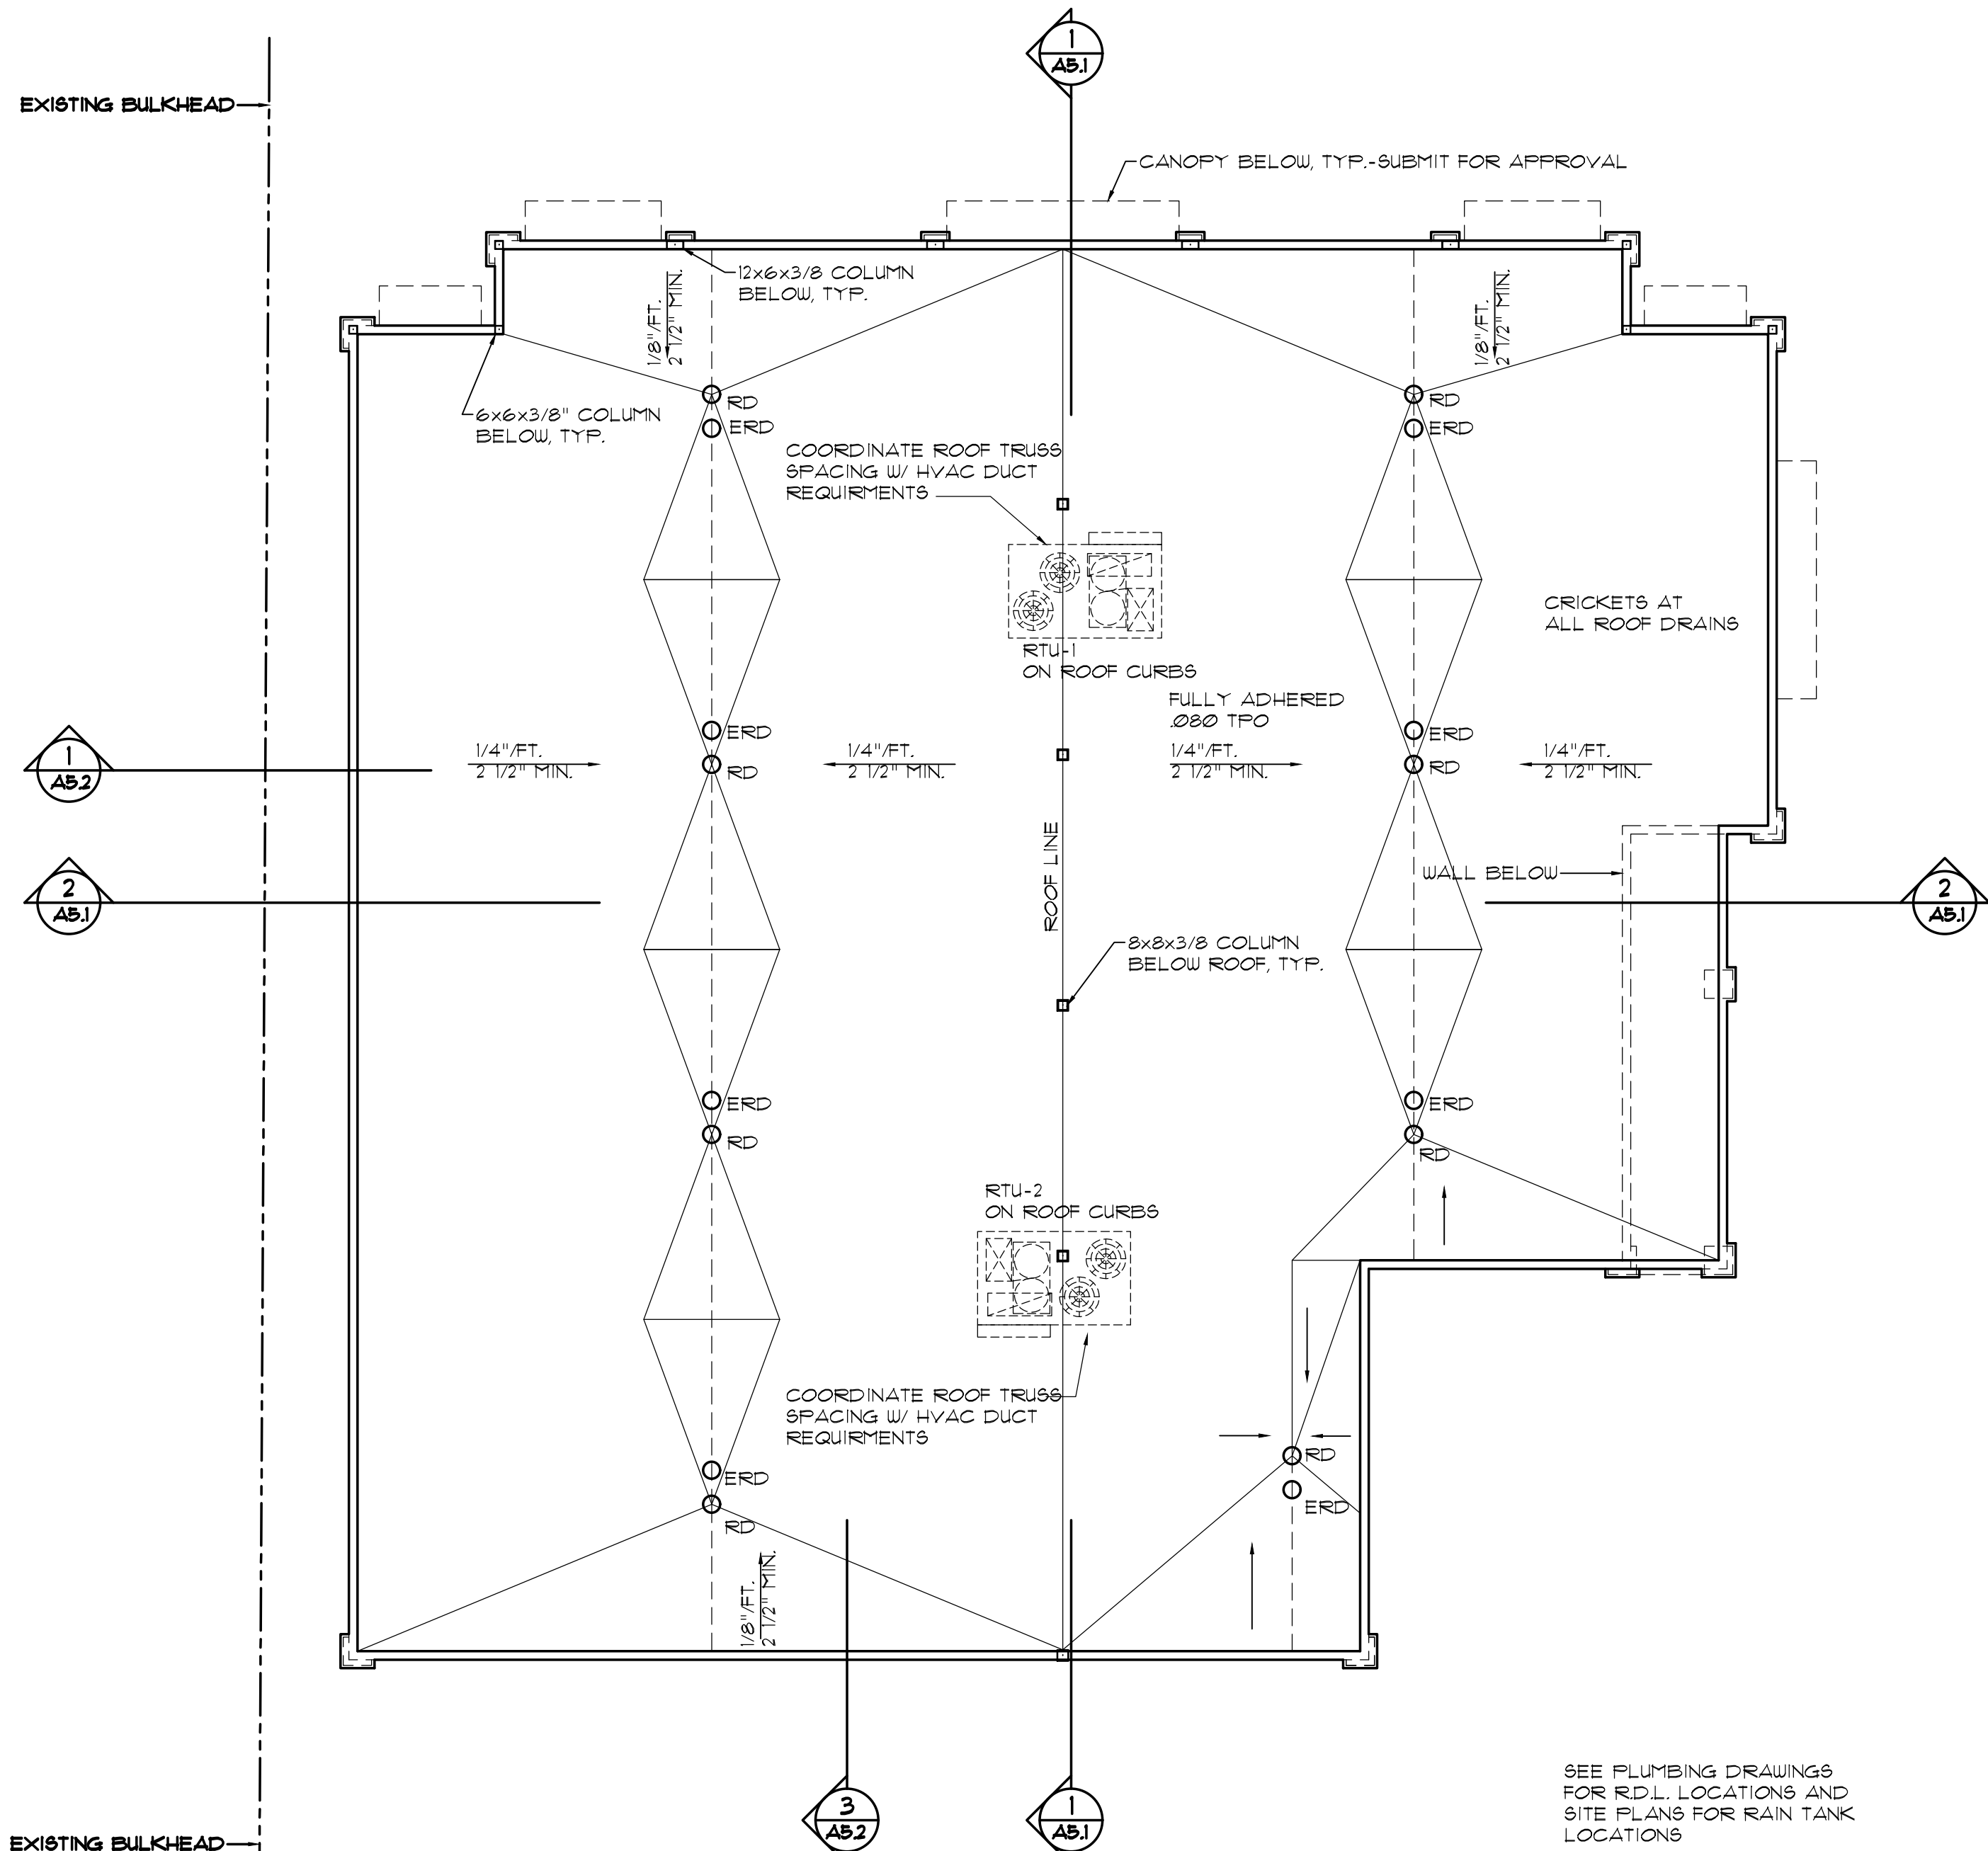 1
A5.1
EXISTING BULKHEAD
CANOPY BELOW, TYP.-SUBMIT FOR APPROVAL
12x6x3/8 COLUMN
BELOW, TYP.
1/8"/FT.
2 1/2" MIN.
1/8"/FT.
2 1/2" MIN.
6x6x3/8" COLUMN
BELOW, TYP.
RD
ERD
RD
ERD
COORDINATE ROOF TRUSS
SPACING W/ HVAC DUCT
REQUIRMENTS
CRICKETS AT
ALL ROOF DRAINS
RTU-1
ON ROOF CURBS
FULLY ADHERED
.080 TPO
ERD
RD
ERD
RD
1
A5.2
1/4"/FT.
2 1/2" MIN.
1/4"/FT.
2 1/2" MIN.
1/4"/FT.
2 1/2" MIN.
1/4"/FT.
2 1/2" MIN.
ROOF LINE
WALL BELOW
2
A5.1
2
A5.1
8x8x3/8 COLUMN
BELOW ROOF, TYP.
ERD
RD
ERD
RD
RTU-2
ON ROOF CURBS
COORDINATE ROOF TRUSS
SPACING W/ HVAC DUCT
REQUIRMENTS
ERD
RD
RD
ERD
1/8"/FT.
2 1/2" MIN.
3
A5.2
1
A5.1
SEE PLUMBING DRAWINGS
FOR R.D.L. LOCATIONS AND
SITE PLANS FOR RAIN TANK
LOCATIONS
EXISTING BULKHEAD